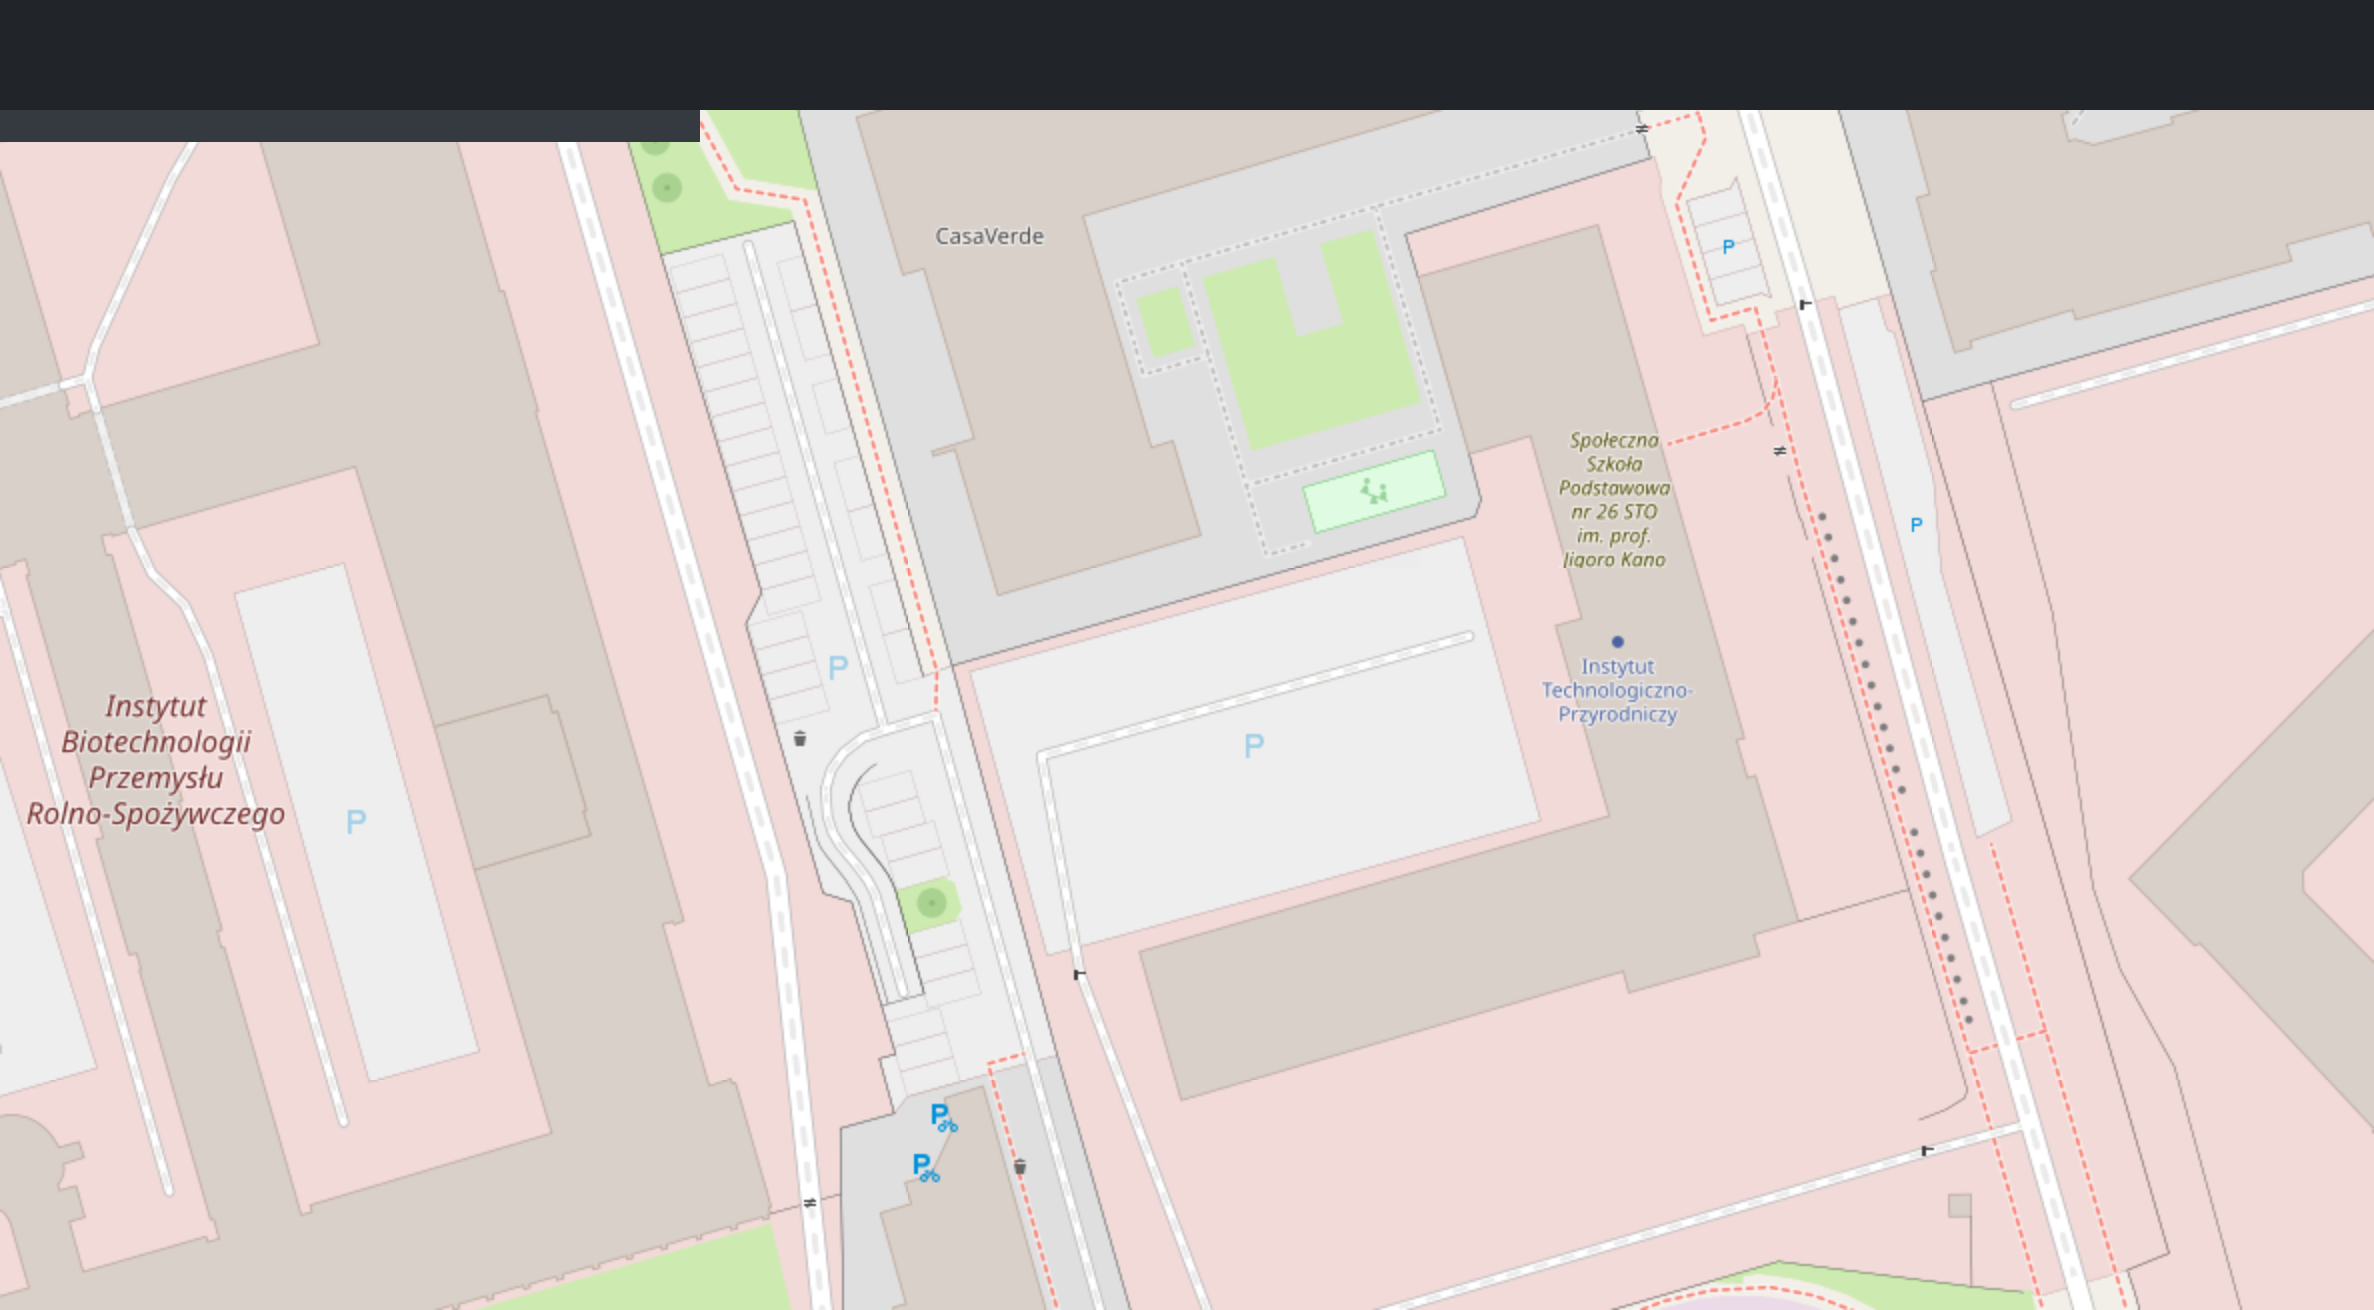 CasaVerde
P
Społeczna
Szkoła
Podstawowa
nr 26 STO
im. prof.
Jigoro Kano
P
P
Instytut
Technologiczno-
Przyrodniczy
Instytut
Biotechnologii
Przemysłu
Rolno-Spożywczego
P
P
P
P